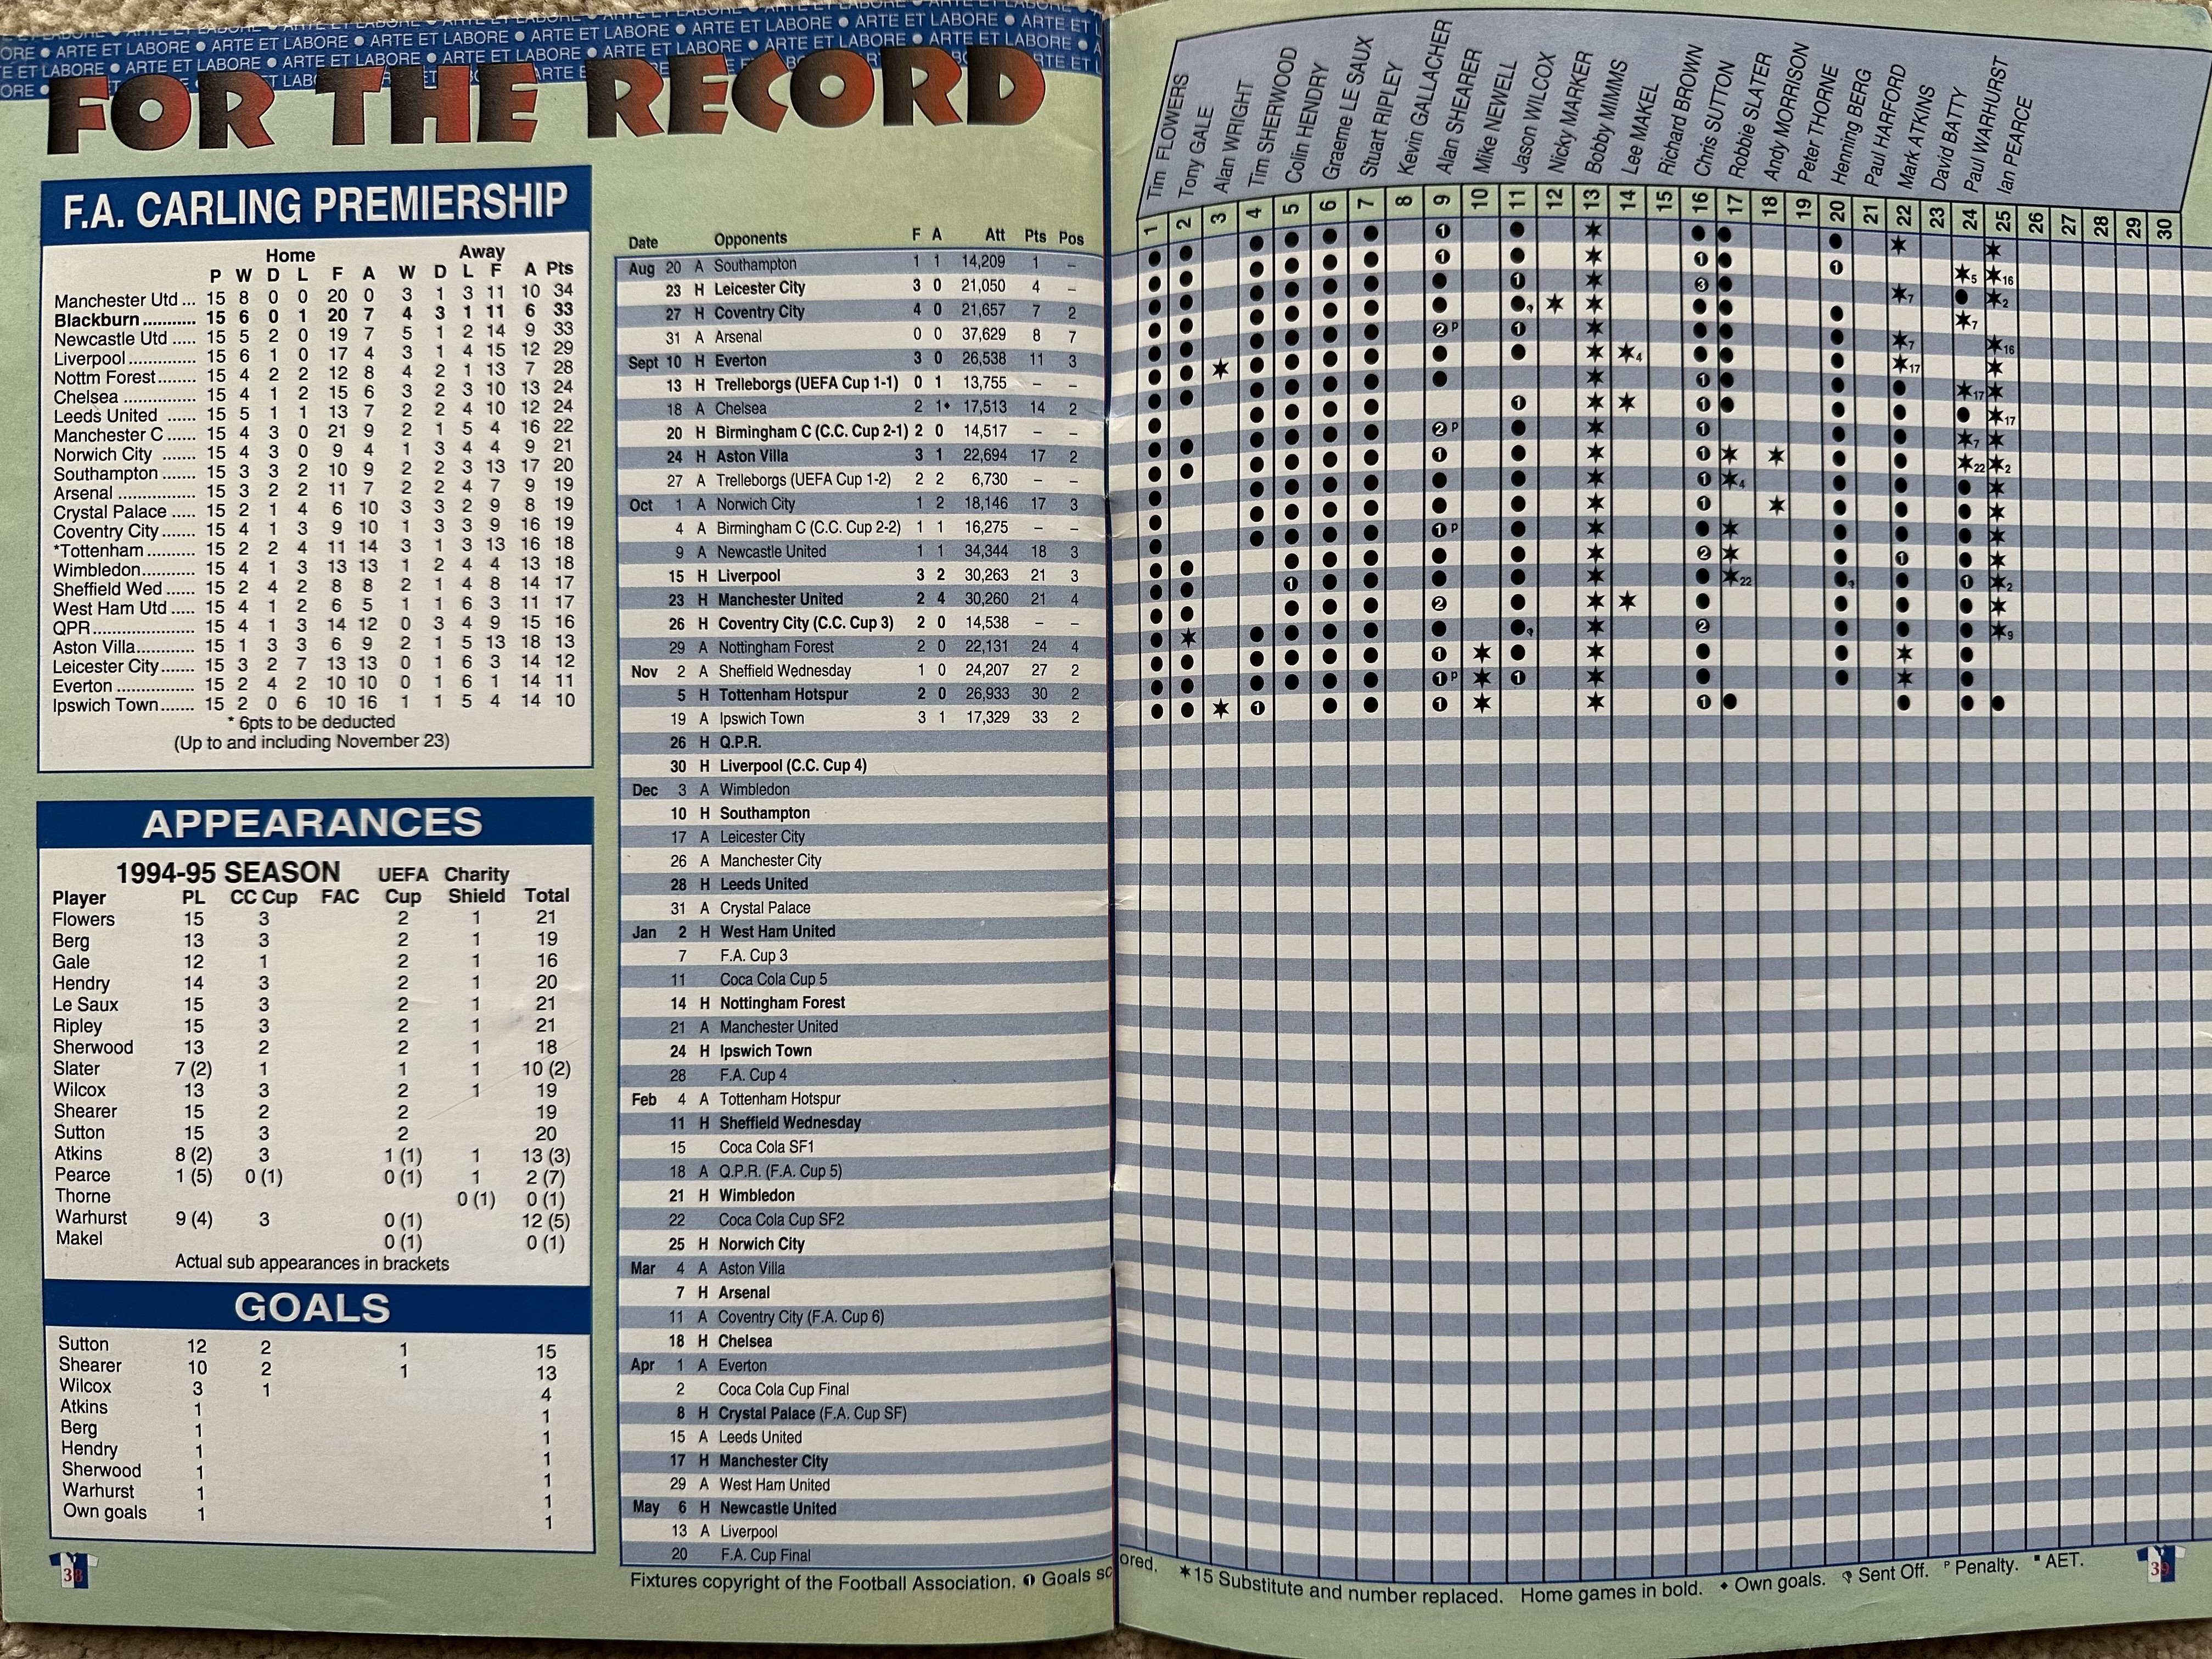 ARTE ET LABORE ● ARTE ET LABORE ● ARTE ET LABORE ● ARTE ET LABORE ● ARTE ET LABORE
FOR THE RECORD
F.A. CARLING PREMIERSHIP
Home Away
P W D L F A W D L F A Pts
Manchester Utd ... 15 8 0 0 20 0 3 1 3 11 10 34
Blackburn ........... 15 6 0 1 20 7 4 3 1 11 6 33
Newcastle Utd ..... 15 5 2 0 19 7 5 1 2 14 9 33
Liverpool .............. 15 6 1 0 17 4 3 1 4 15 12 29
Nottm Forest ........ 15 4 2 2 12 8 4 2 1 13 7 28
Chelsea ............... 15 4 1 2 15 6 3 2 3 10 13 24
Leeds United ....... 15 5 1 1 13 7 2 2 4 10 12 24
Manchester C ...... 15 4 3 0 21 9 2 1 5 4 16 22
Norwich City ....... 15 4 3 0 9 4 1 3 4 4 9 21
Southampton ....... 15 3 3 2 10 9 2 2 3 13 17 20
Arsenal ................ 15 3 2 2 11 7 2 2 4 7 9 19
Crystal Palace ..... 15 2 1 4 6 10 3 3 2 9 8 19
Coventry City ....... 15 4 1 3 9 10 1 3 3 9 16 19
*Tottenham .......... 15 2 2 4 11 14 3 1 3 13 16 18
Wimbledon ........... 15 4 1 3 13 13 1 2 4 4 13 18
Sheffield Wed ...... 15 2 4 2 8 8 2 1 4 8 14 17
West Ham Utd ..... 15 4 1 2 6 5 1 1 6 3 11 17
QPR ..................... 15 4 1 3 14 12 0 3 4 9 15 16
Aston Villa ............ 15 1 3 3 6 9 2 1 5 13 18 13
Leicester City ....... 15 3 2 7 13 13 0 1 6 3 14 12
Everton ................ 15 2 4 2 10 10 0 1 6 1 14 11
Ipswich Town ....... 15 2 0 6 10 16 1 1 5 4 14 10
* 6pts to be deducted
(Up to and including November 23)
APPEARANCES
1994-95 SEASON UEFA Charity
Player PL CC Cup FAC Cup Shield Total
Flowers 15 3 2 1 21
Berg 13 3 2 1 19
Gale 12 1 2 1 16
Hendry 14 3 2 1 20
Le Saux 15 3 2 1 21
Ripley 15 3 2 1 21
Sherwood 13 2 2 1 18
Slater 7 (2) 1 1 1 10 (2)
Wilcox 13 3 2 1 19
Shearer 15 2 2 19
Sutton 15 3 2 20
Atkins 8 (2) 3 1 (1) 1 13 (3)
Pearce 1 (5) 0 (1) 0 (1) 1 2 (7)
Thorne 0 (1) 0 (1)
Warhurst 9 (4) 3 0 (1) 12 (5)
Makel 0 (1) 0 (1)
Actual sub appearances in brackets
GOALS
Sutton 12 2 1 15
Shearer 10 2 1 13
Wilcox 3 1 4
Atkins 1 1
Berg 1 1
Hendry 1 1
Sherwood 1 1
Warhurst 1 1
Own goals 1 1
38
Date Opponents F A Att Pts Pos
Aug 20 A Southampton 1 1 14,209 1 –
23 H Leicester City 3 0 21,050 4 –
27 H Coventry City 4 0 21,657 7 2
31 A Arsenal 0 0 37,629 8 7
Sept 10 H Everton 3 0 26,538 11 3
13 H Trelleborgs (UEFA Cup 1-1) 0 1 13,755 – –
18 A Chelsea 2 1♦ 17,513 14 2
20 H Birmingham C (C.C. Cup 2-1) 2 0 14,517 – –
24 H Aston Villa 3 1 22,694 17 2
27 A Trelleborgs (UEFA Cup 1-2) 2 2 6,730 – –
Oct 1 A Norwich City 1 2 18,146 17 3
4 A Birmingham C (C.C. Cup 2-2) 1 1 16,275 – –
9 A Newcastle United 1 1 34,344 18 3
15 H Liverpool 3 2 30,263 21 3
23 H Manchester United 2 4 30,260 21 4
26 H Coventry City (C.C. Cup 3) 2 0 14,538 – –
29 A Nottingham Forest 2 0 22,131 24 4
Nov 2 A Sheffield Wednesday 1 0 24,207 27 2
5 H Tottenham Hotspur 2 0 26,933 30 2
19 A Ipswich Town 3 1 17,329 33 2
26 H Q.P.R.
30 H Liverpool (C.C. Cup 4)
Dec 3 A Wimbledon
10 H Southampton
17 A Leicester City
26 A Manchester City
28 H Leeds United
31 A Crystal Palace
Jan 2 H West Ham United
7 F.A. Cup 3
11 Coca Cola Cup 5
14 H Nottingham Forest
21 A Manchester United
24 H Ipswich Town
28 F.A. Cup 4
Feb 4 A Tottenham Hotspur
11 H Sheffield Wednesday
15 Coca Cola SF1
18 A Q.P.R. (F.A. Cup 5)
21 H Wimbledon
22 Coca Cola Cup SF2
25 H Norwich City
Mar 4 A Aston Villa
7 H Arsenal
11 A Coventry City (F.A. Cup 6)
18 H Chelsea
Apr 1 A Everton
2 Coca Cola Cup Final
8 H Crystal Palace (F.A. Cup SF)
15 A Leeds United
17 H Manchester City
29 A West Ham United
May 6 H Newcastle United
13 A Liverpool
20 F.A. Cup Final
Tim FLOWERS
Tony GALE
Alan WRIGHT
Tim SHERWOOD
Colin HENDRY
Graeme LE SAUX
Stuart RIPLEY
Kevin GALLACHER
Alan SHEARER
Mike NEWELL
Jason WILCOX
Nicky MARKER
Bobby MIMMS
Lee MAKEL
Richard BROWN
Chris SUTTON
Robbie SLATER
Andy MORRISON
Peter THORNE
Henning BERG
Paul HARFORD
Mark ATKINS
David BATTY
Paul WARHURST
Ian PEARCE
1 2 3 4 5 6 7 8 9 10 11 12 13 14 15 16 17 18 19 20 21 22 23 24 25 26 27 28 29 30
Fixtures copyright of the Football Association. ❶ Goals scored. ✶15 Substitute and number replaced. Home games in bold. ♦ Own goals. Sent Off. P Penalty. ▪ AET.
39